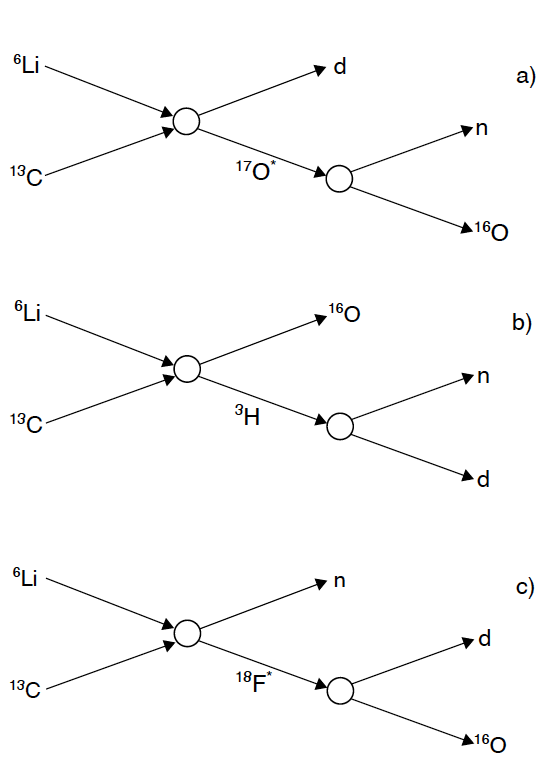 ⁶Li d a)
n
¹³C ¹⁷O*
¹⁶O
⁶Li ¹⁶O b)
n
¹³C ³H
d
⁶Li n c)
d
¹³C ¹⁸F*
¹⁶O